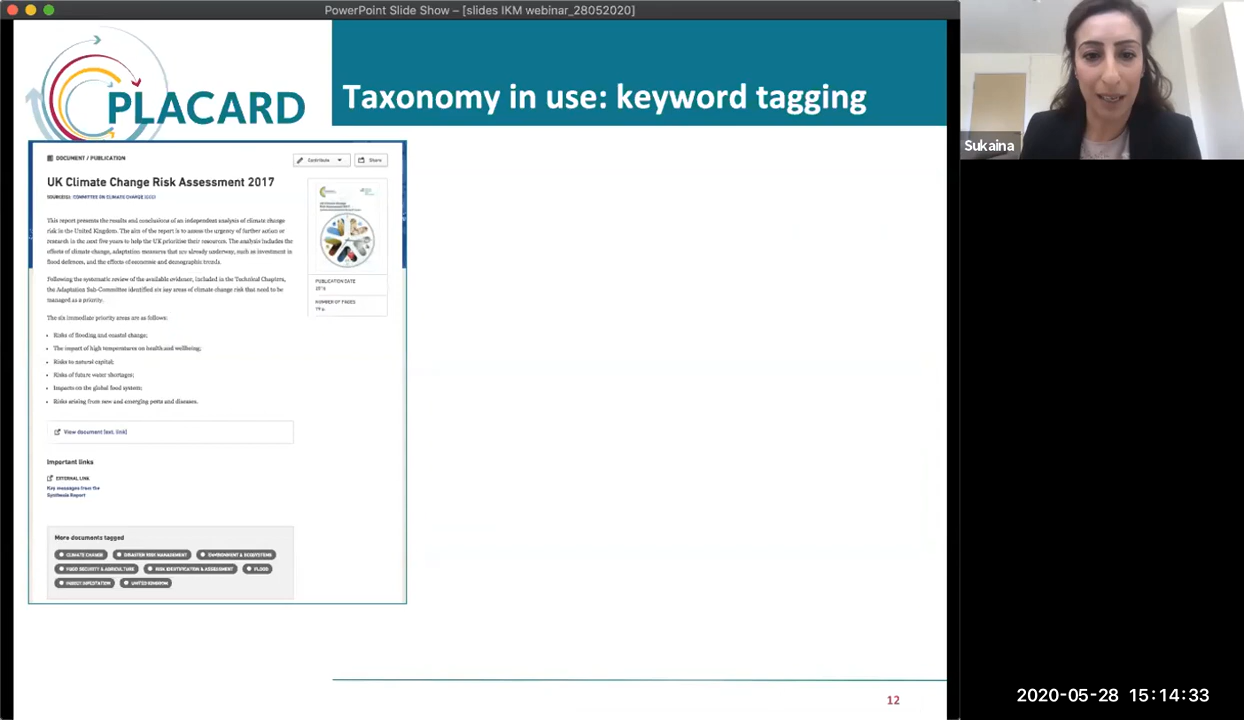 PowerPoint Slide Show – [slides IKM webinar_28052020]
PLACARD
Taxonomy in use: keyword tagging
Sukaina
DOCUMENT / PUBLICATION
Contribute
Share
UK Climate Change Risk Assessment 2017
SOURCE(S): COMMITTEE ON CLIMATE CHANGE (CCC)
This report presents the results and conclusions of an independent analysis of climate change
risk in the United Kingdom. The aim of the report is to assess the urgency of further action or
research in the next five years to help the UK prioritise their resources. The analysis includes the
effects of climate change, adaptation measures that are already underway, such as investment in
flood defences, and the effects of economic and demographic trends.
Following the systematic review of the available evidence, included in the Technical Chapters,
the Adaptation Sub-Committee identified six key areas of climate change risk that need to be
managed as a priority.
The six immediate priority areas are as follows:
Risks of flooding and coastal change;
The impact of high temperatures on health and wellbeing;
Risks to natural capital;
Risks of future water shortages;
Impacts on the global food system;
Risks arising from new and emerging pests and diseases.
PUBLICATION DATE
NUMBER OF PAGES
View document [ext. link]
Important links
EXTERNAL LINK
Key messages from the
Synthesis Report
More documents tagged
CLIMATE CHANGE DISASTER RISK MANAGEMENT ENVIRONMENT & ECOSYSTEMS
FOOD SECURITY & AGRICULTURE RISK IDENTIFICATION & ASSESSMENT FLOOD
INSECT INFESTATION UNITED KINGDOM
12
2020-05-28 15:14:33